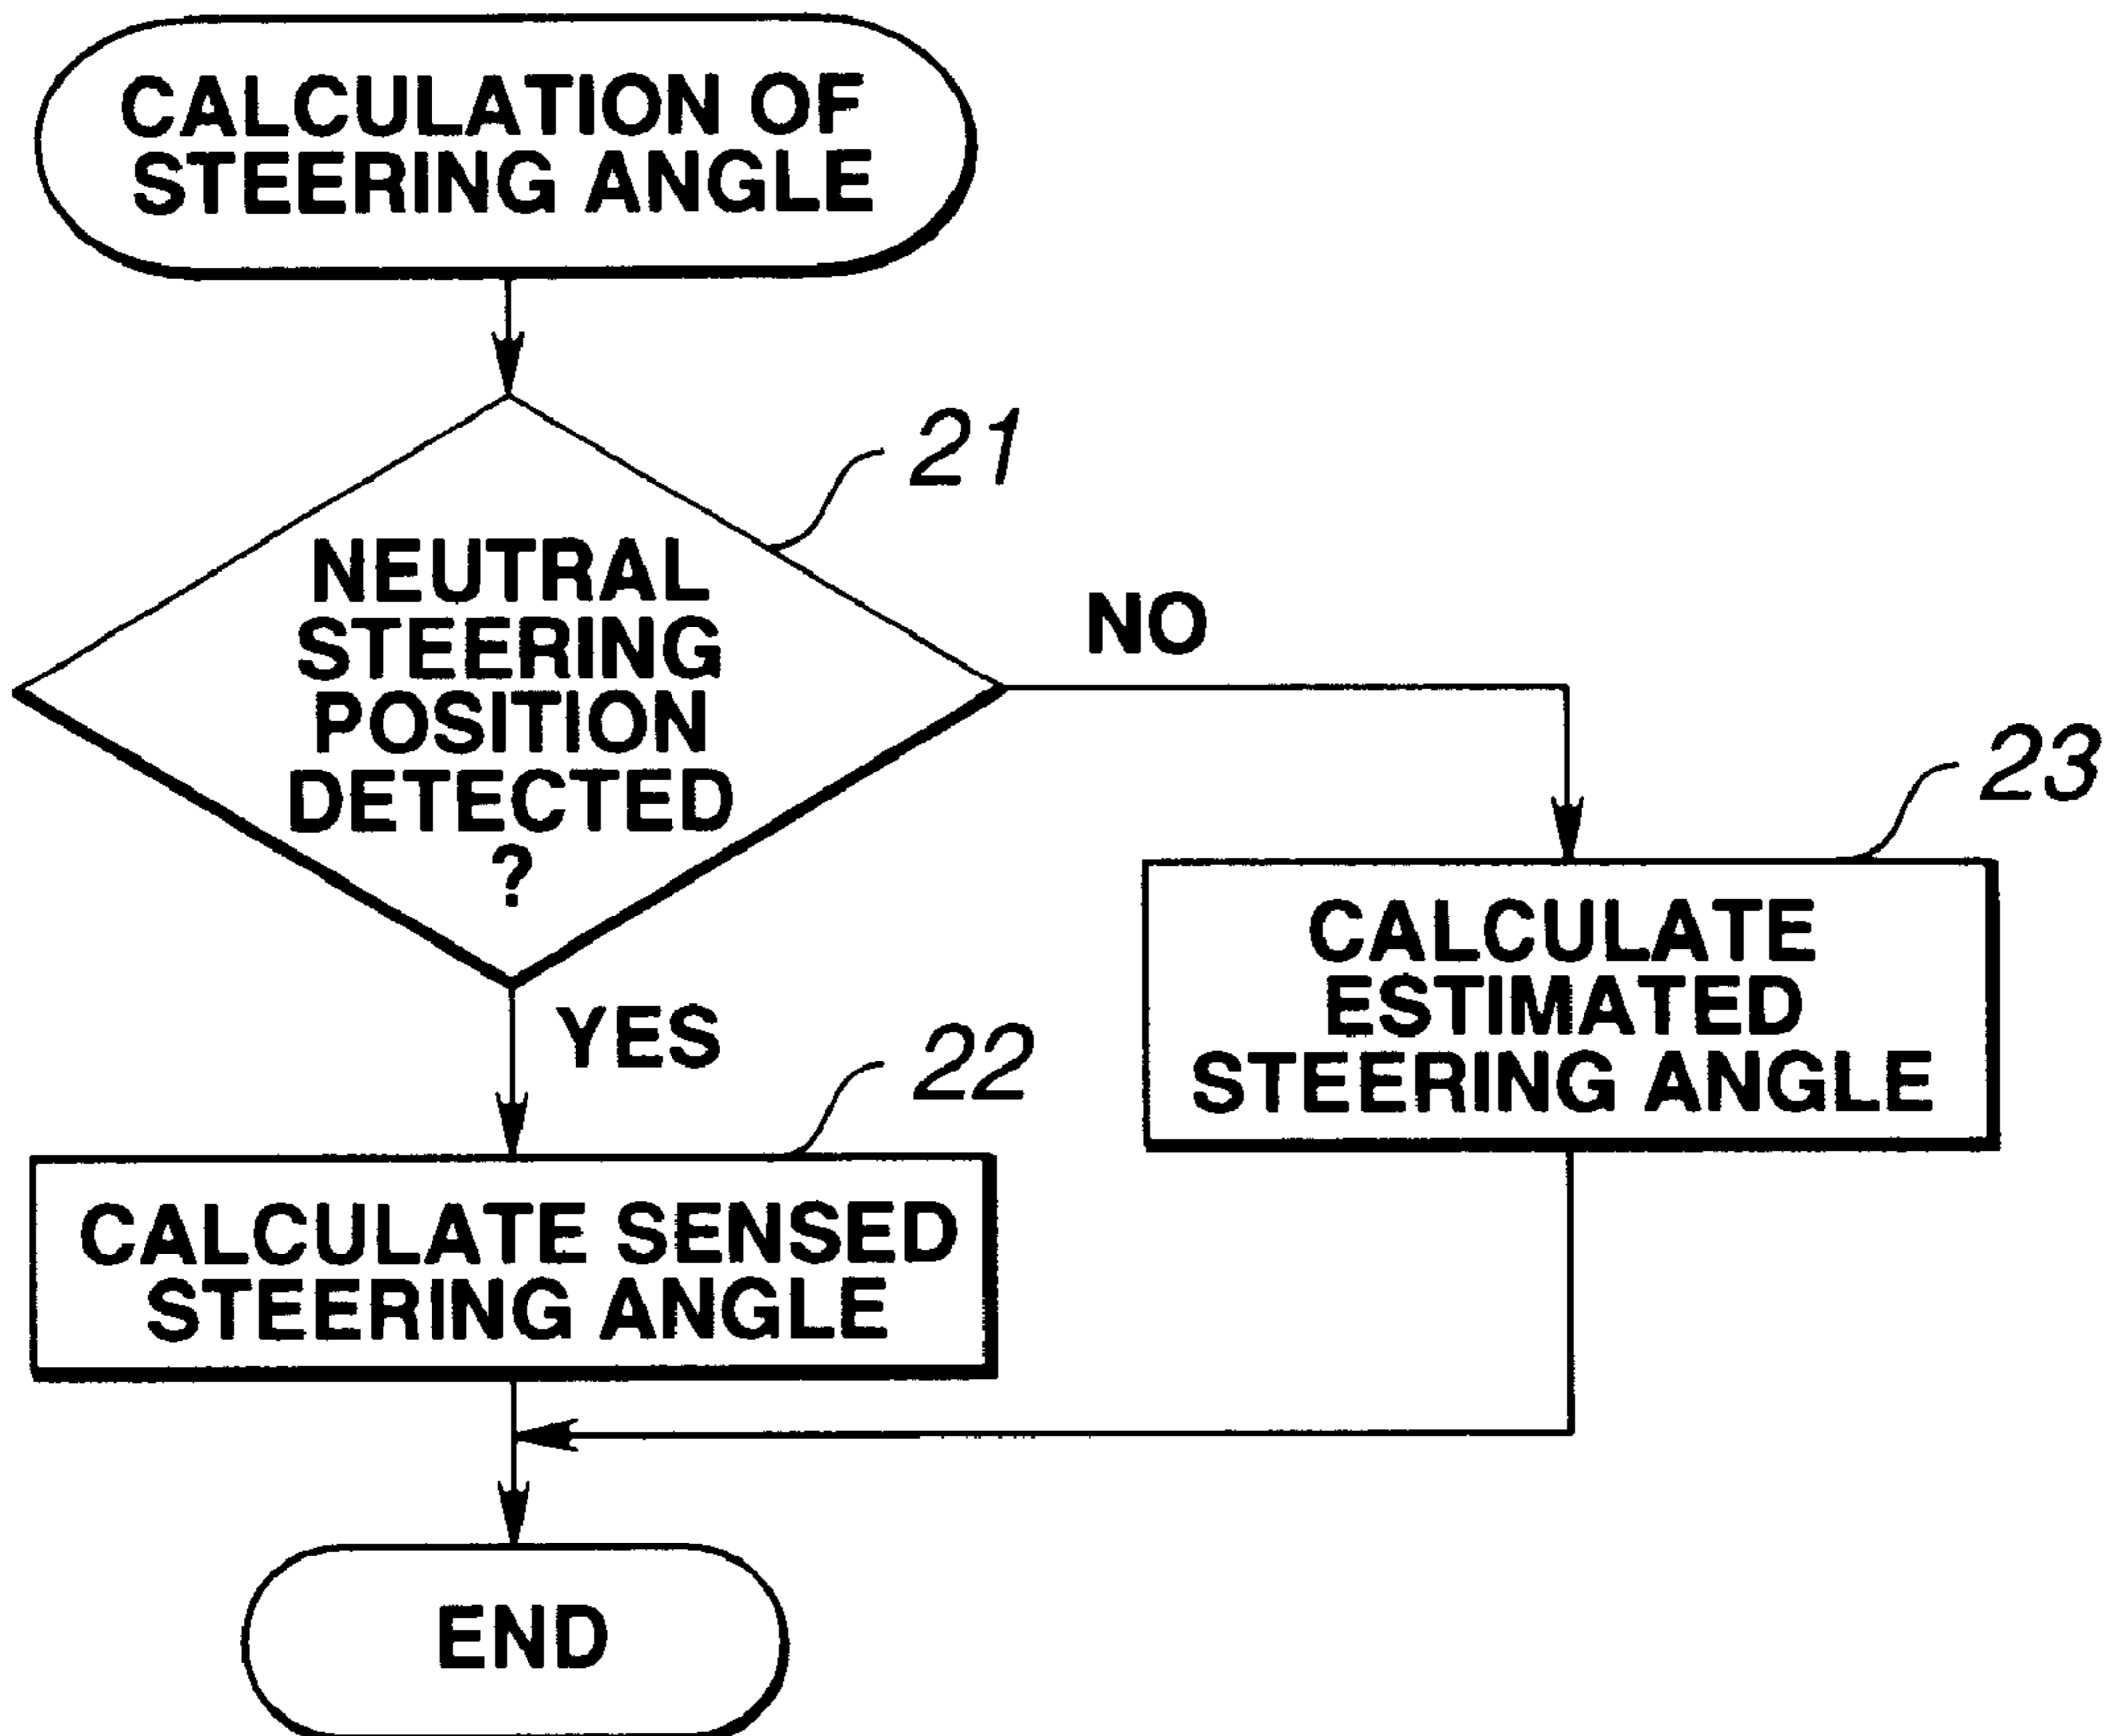 CALCULATION OF
STEERING ANGLE
21
NEUTRAL
STEERING
POSITION
DETECTED
?
NO
YES
23
CALCULATE
ESTIMATED
STEERING ANGLE
22
CALCULATE SENSED
STEERING ANGLE
END